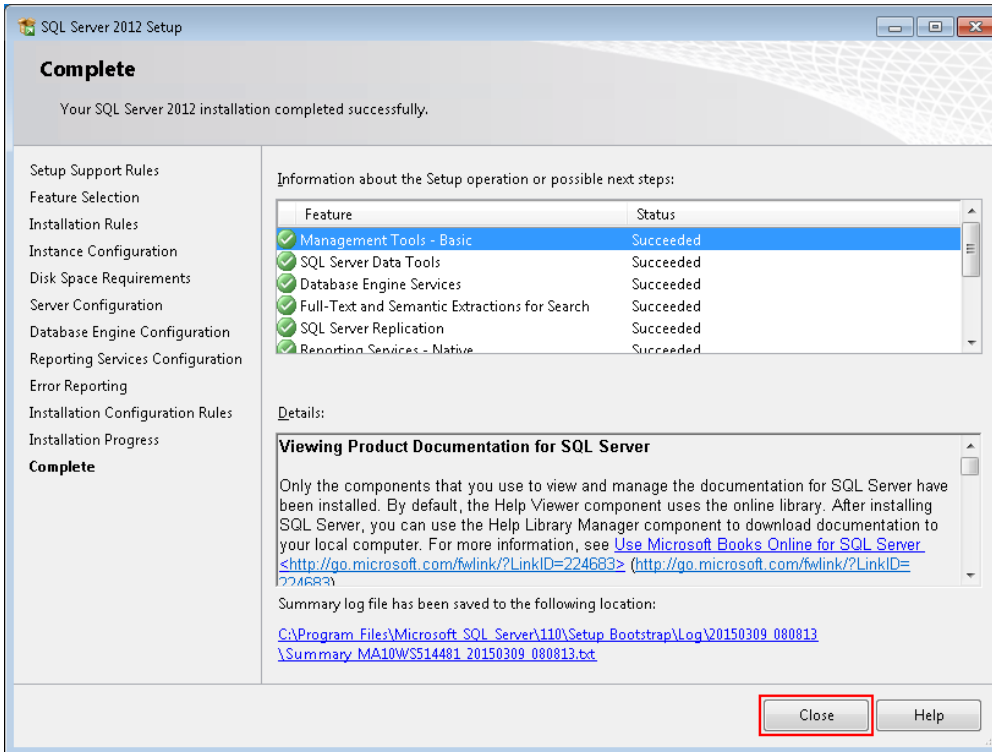 SQL Server 2012 Setup
Complete
Your SQL Server 2012 installation completed successfully.
Setup Support Rules
Feature Selection
Installation Rules
Instance Configuration
Disk Space Requirements
Server Configuration
Database Engine Configuration
Reporting Services Configuration
Error Reporting
Installation Configuration Rules
Installation Progress
Complete
Information about the Setup operation or possible next steps:
Feature Status
Management Tools - Basic Succeeded
SQL Server Data Tools Succeeded
Database Engine Services Succeeded
Full-Text and Semantic Extractions for Search Succeeded
SQL Server Replication Succeeded
Reporting Services - Native Succeeded
Details:
Viewing Product Documentation for SQL Server
Only the components that you use to view and manage the documentation for SQL Server have
been installed. By default, the Help Viewer component uses the online library. After installing
SQL Server, you can use the Help Library Manager component to download documentation to
your local computer. For more information, see Use Microsoft Books Online for SQL Server
<http://go.microsoft.com/fwlink/?LinkID=224683> (http://go.microsoft.com/fwlink/?LinkID=
224683)
Summary log file has been saved to the following location:
C:\Program Files\Microsoft SQL Server\110\Setup Bootstrap\Log\20150309_080813
\Summary_MA10WS514481_20150309_080813.txt
Close Help